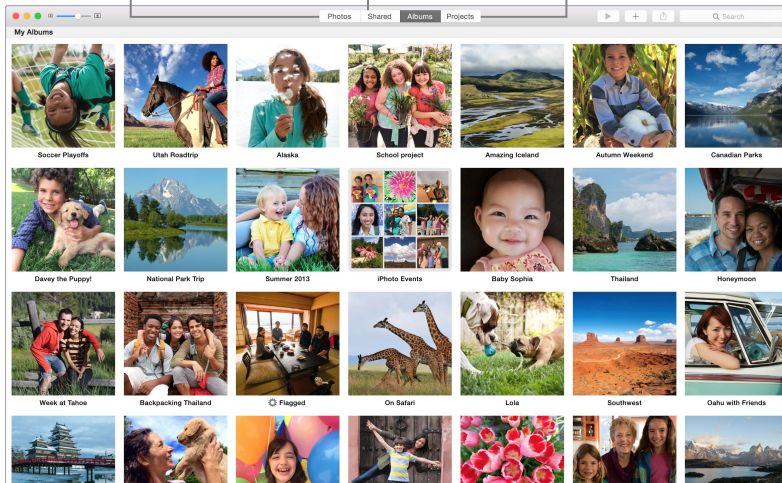 Photos Shared Albums Projects Search
My Albums
Soccer Playoffs Utah Roadtrip Alaska School project Amazing Iceland Autumn Weekend Canadian Parks
Davey the Puppy! National Park Trip Summer 2013 iPhoto Events Baby Sophia Thailand Honeymoon
Week at Tahoe Backpacking Thailand Flagged On Safari Lola Southwest Oahu with Friends